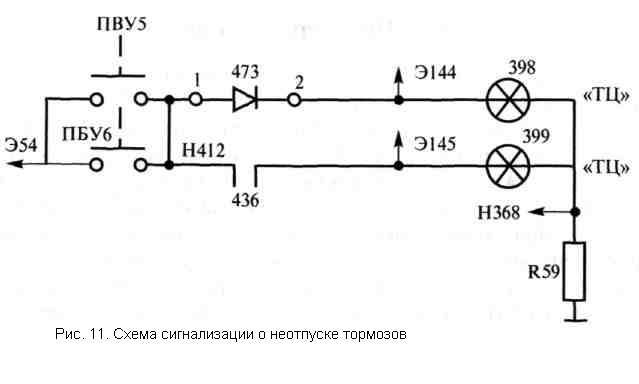 ПВУ5
1
473
2
Э144
398
«ТЦ»
Э54
ПБУ6
Н412
436
Э145
399
«ТЦ»
Н368
R59
Рис. 11. Схема сигнализации о неотпуске тормозов